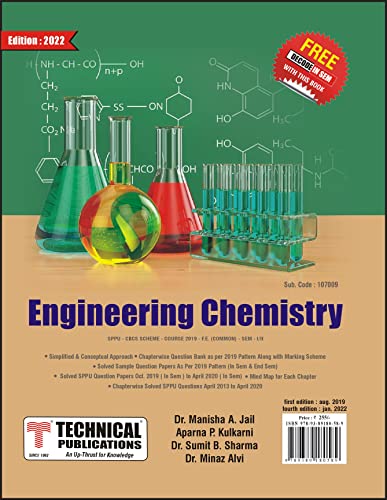 Edition : 2022
FREE
DECODE IN SEM
WITH THIS BOOK
Sub. Code : 107009
Engineering Chemistry
SPPU - CBCS SCHEME - COURSE 2019 - F.E. (COMMON) - SEM - I/II
• Simplified & Conceptual Approach • Chapterwise Question Bank as per 2019 Pattern Along with Marking Scheme
• Solved Sample Question Papers As Per 2019 Pattern (In Sem & End Sem)
• Solved SPPU Question Papers Oct. 2019 ( In Sem ) to April 2020 ( In Sem ) • Mind Map for Each Chapter
• Chapterwise Solved SPPU Questions April 2013 to April 2020
first edition : aug. 2019
fourth edition : jan. 2022
Dr. Manisha A. Jail
Aparna P. Kulkarni
Dr. Sumit B. Sharma
Dr. Minaz Alvi
TECHNICAL
PUBLICATIONS
SINCE 1993
An Up-Thrust for Knowledge